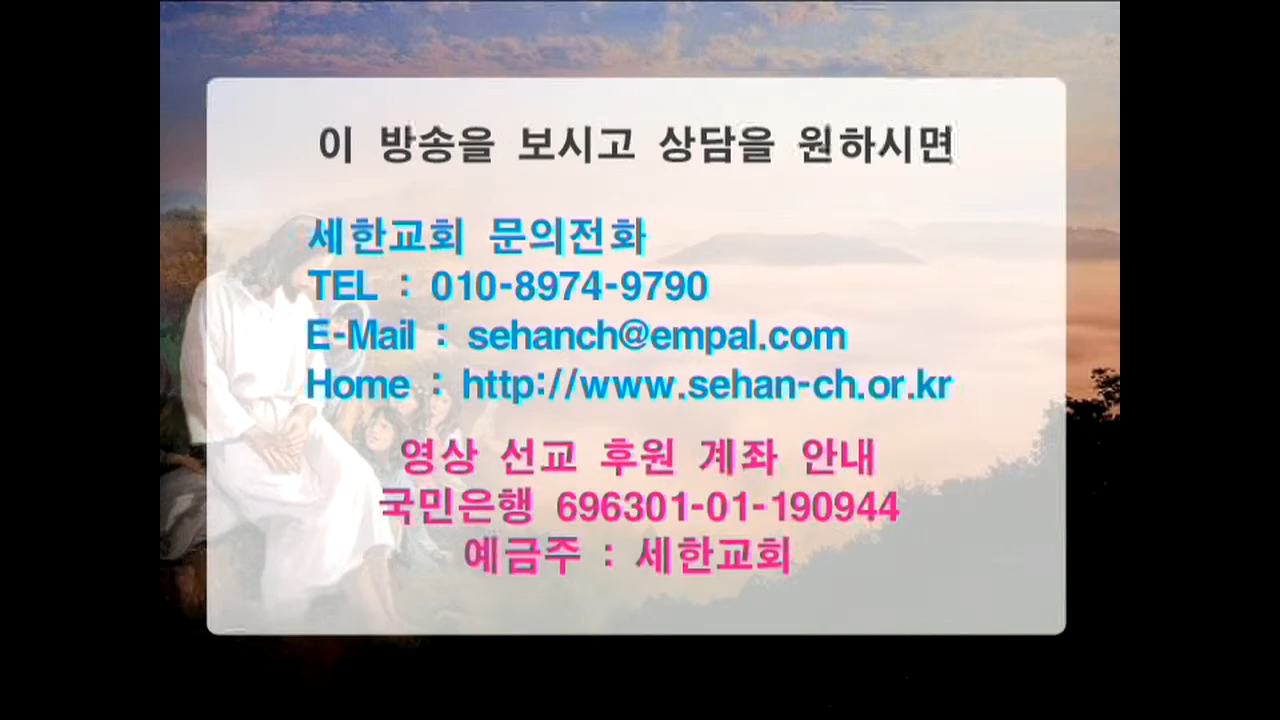 이 방송을 보시고 상담을 원하시면
세한교회 문의전화
TEL : 010-8974-9790
E-Mail : sehanch@empal.com
Home : http://www.sehan-ch.or.kr
영상 선교 후원 계좌 안내
국민은행 696301-01-190944
예금주 : 세한교회